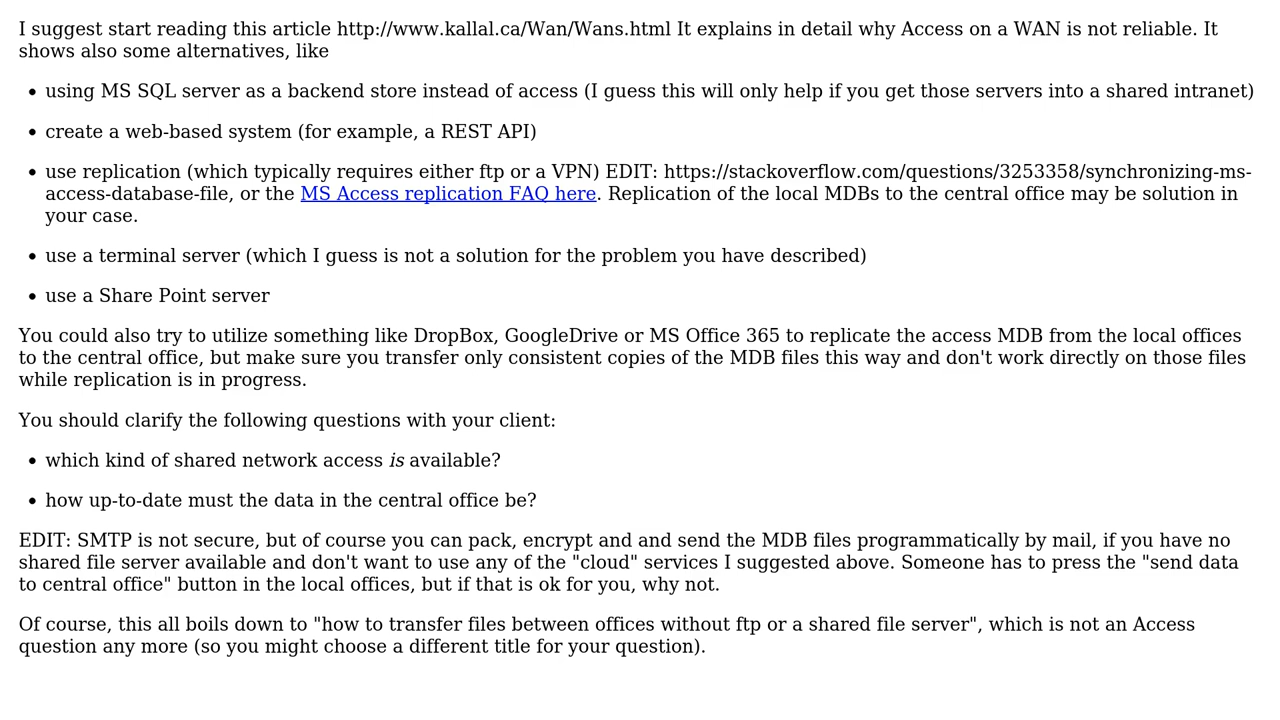 I suggest start reading this article http://www.kallal.ca/Wan/Wans.html It explains in detail why Access on a WAN is not reliable. It
shows also some alternatives, like
• using MS SQL server as a backend store instead of access (I guess this will only help if you get those servers into a shared intranet)
• create a web-based system (for example, a REST API)
• use replication (which typically requires either ftp or a VPN) EDIT: https://stackoverflow.com/questions/3253358/synchronizing-ms-
access-database-file, or the MS Access replication FAQ here. Replication of the local MDBs to the central office may be solution in
your case.
• use a terminal server (which I guess is not a solution for the problem you have described)
• use a Share Point server
You could also try to utilize something like DropBox, GoogleDrive or MS Office 365 to replicate the access MDB from the local offices
to the central office, but make sure you transfer only consistent copies of the MDB files this way and don't work directly on those files
while replication is in progress.
You should clarify the following questions with your client:
• which kind of shared network access is available?
• how up-to-date must the data in the central office be?
EDIT: SMTP is not secure, but of course you can pack, encrypt and and send the MDB files programmatically by mail, if you have no
shared file server available and don't want to use any of the "cloud" services I suggested above. Someone has to press the "send data
to central office" button in the local offices, but if that is ok for you, why not.
Of course, this all boils down to "how to transfer files between offices without ftp or a shared file server", which is not an Access
question any more (so you might choose a different title for your question).